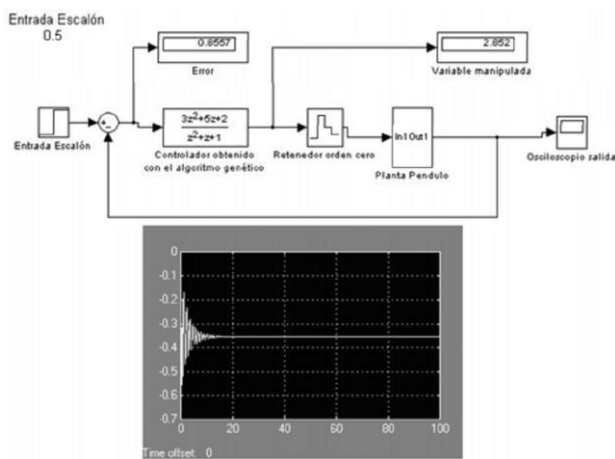 Entrada Escalón
0.5
0.8557
Error
2.852
Variable manipulada
Entrada Escalón
+
-
3z²+5z+2
z²+z+1
Controlador obtenido
con el algoritmo genético
Retenedor orden cero
In1 Out1
Planta Pendulo
Osciloscopio salida
0
-0.1
-0.2
-0.3
-0.4
-0.5
-0.6
-0.7
0
20
40
60
80
100
Time offset: 0